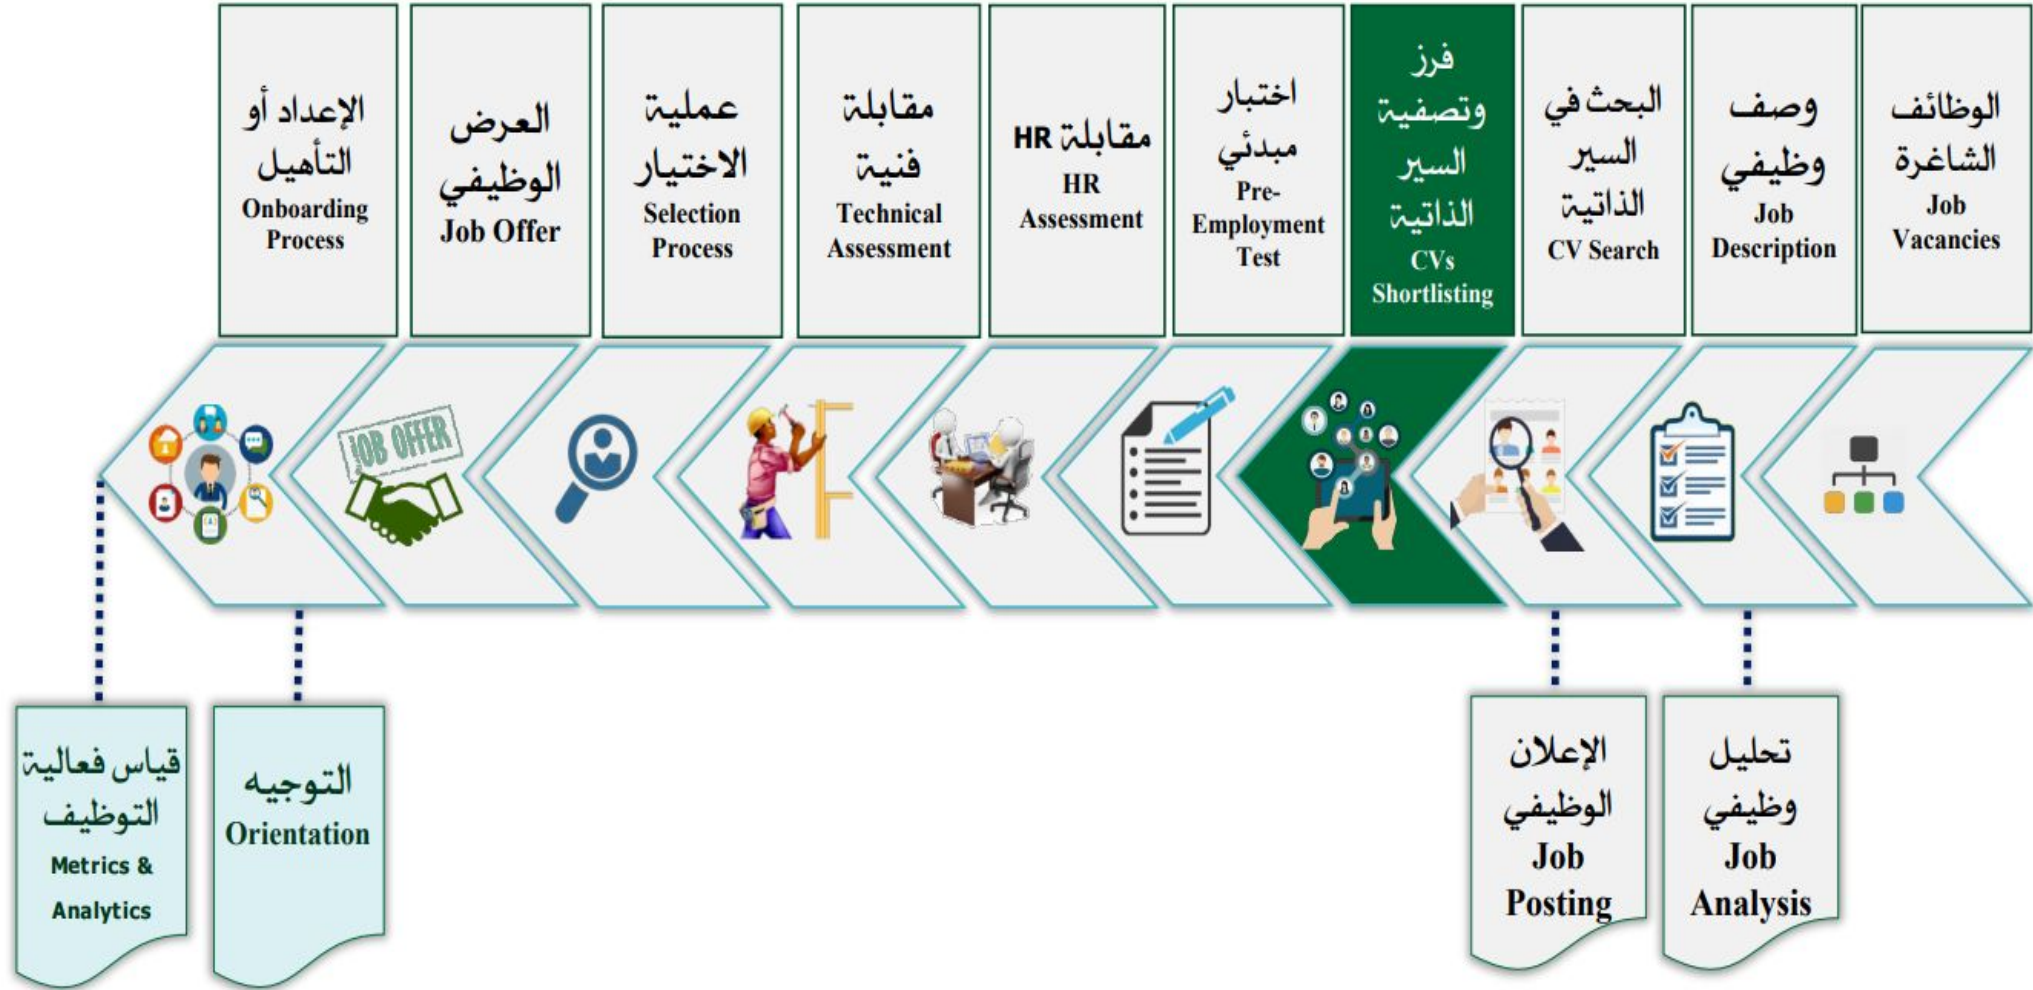 الوظائف
الشاغرة
Job
Vacancies
وصف
وظيفي
Job
Description
البحث في
السير
الذاتية
CV Search
فرز
وتصفية
السير
الذاتية
CVs
Shortlisting
اختبار
مبدئي
Pre-
Employment
Test
مقابلة HR
HR
Assessment
مقابلة
فنية
Technical
Assessment
عملية
الاختيار
Selection
Process
العرض
الوظيفي
Job Offer
الإعداد أو
التأهيل
Onboarding
Process
JOB OFFER
تحليل
وظيفي
Job
Analysis
الإعلان
الوظيفي
Job
Posting
التوجيه
Orientation
قياس فعالية
التوظيف
Metrics &
Analytics